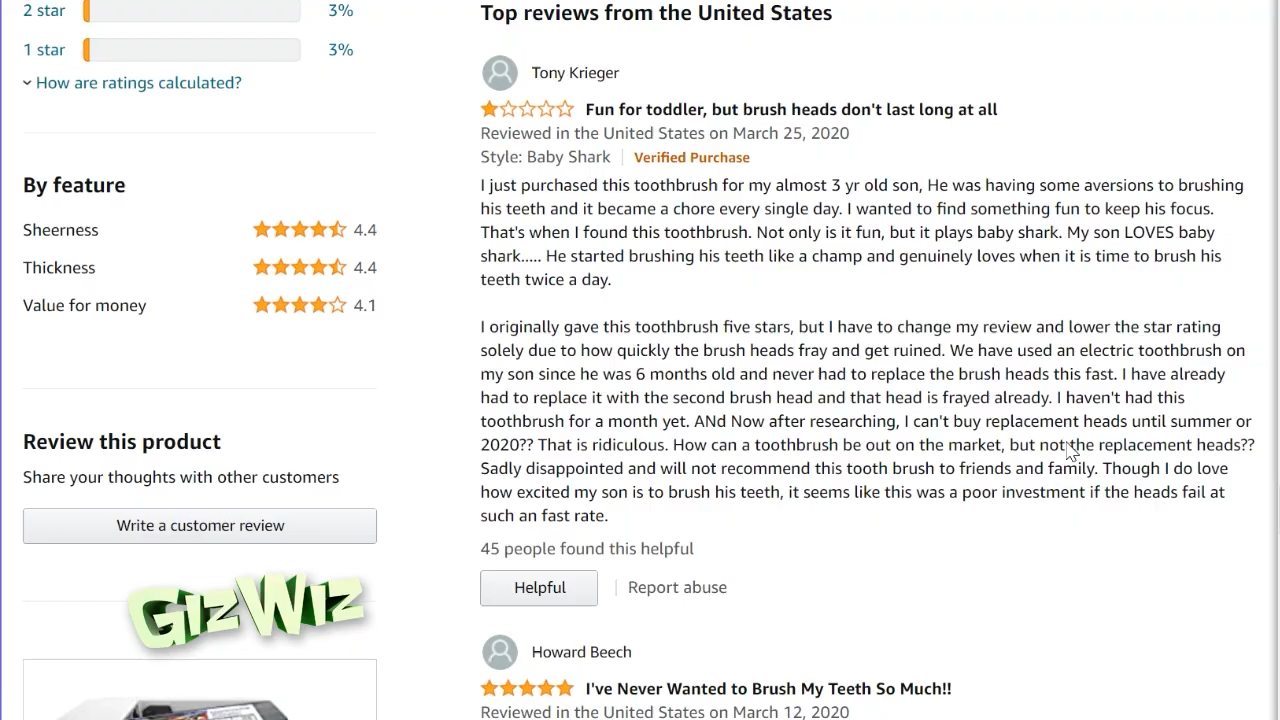 2 star 3%
1 star 3%
How are ratings calculated?
By feature
Sheerness 4.4
Thickness 4.4
Value for money 4.1
Review this product
Share your thoughts with other customers
Write a customer review
GizWiz
Top reviews from the United States
Tony Krieger
Fun for toddler, but brush heads don't last long at all
Reviewed in the United States on March 25, 2020
Style: Baby Shark | Verified Purchase
I just purchased this toothbrush for my almost 3 yr old son, He was having some aversions to brushing
his teeth and it became a chore every single day. I wanted to find something fun to keep his focus.
That's when I found this toothbrush. Not only is it fun, but it plays baby shark. My son LOVES baby
shark..... He started brushing his teeth like a champ and genuinely loves when it is time to brush his
teeth twice a day.
I originally gave this toothbrush five stars, but I have to change my review and lower the star rating
solely due to how quickly the brush heads fray and get ruined. We have used an electric toothbrush on
my son since he was 6 months old and never had to replace the brush heads this fast. I have already
had to replace it with the second brush head and that head is frayed already. I haven't had this
toothbrush for a month yet. ANd Now after researching, I can't buy replacement heads until summer or
2020?? That is ridiculous. How can a toothbrush be out on the market, but not the replacement heads??
Sadly disappointed and will not recommend this tooth brush to friends and family. Though I do love
how excited my son is to brush his teeth, it seems like this was a poor investment if the heads fail at
such an fast rate.
45 people found this helpful
Helpful | Report abuse
Howard Beech
I've Never Wanted to Brush My Teeth So Much!!
Reviewed in the United States on March 12, 2020